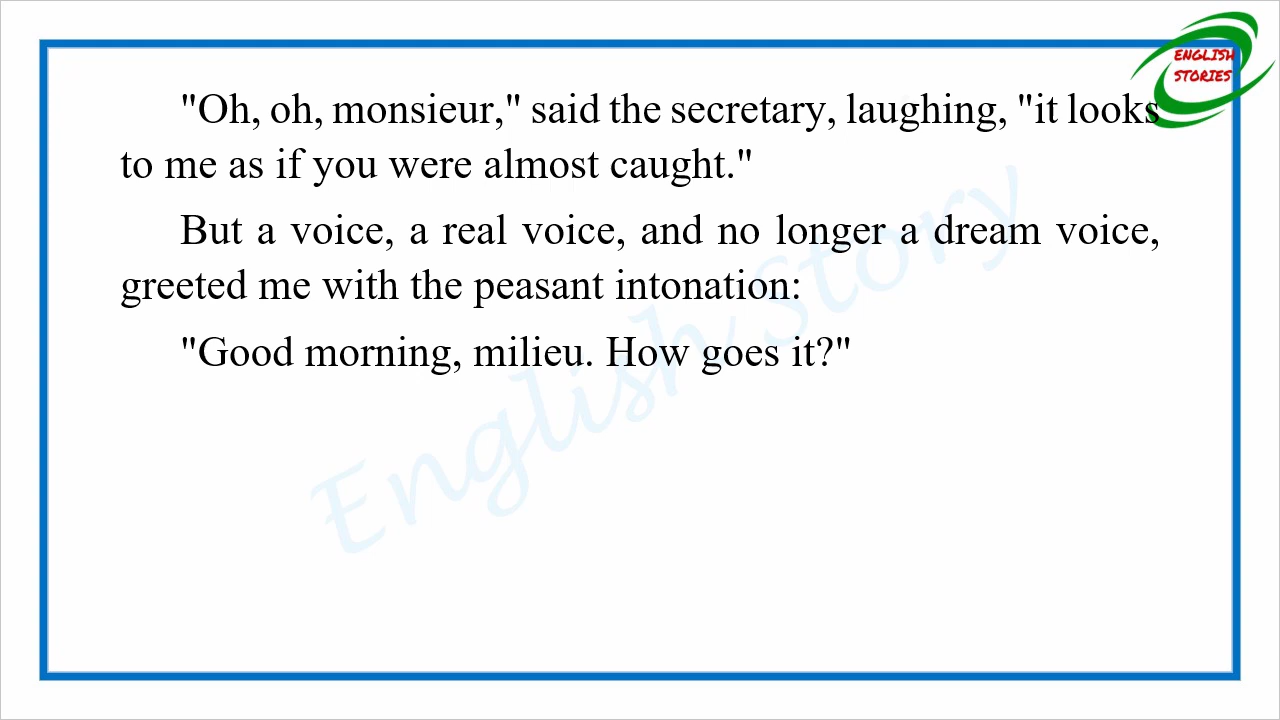 ENGLISH
STORIES
"Oh, oh, monsieur," said the secretary, laughing, "it looks
to me as if you were almost caught."
But a voice, a real voice, and no longer a dream voice,
greeted me with the peasant intonation:
"Good morning, milieu. How goes it?"
English Story